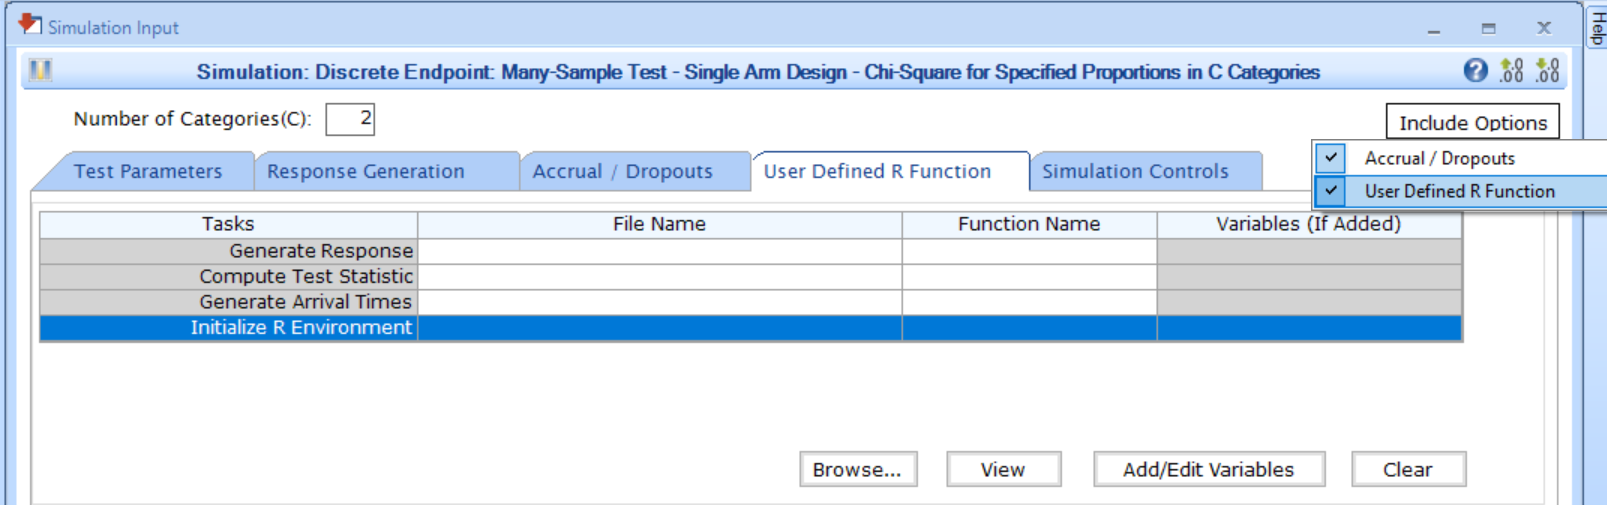 Simulation Input
Help
Simulation: Discrete Endpoint: Many-Sample Test - Single Arm Design - Chi-Square for Specified Proportions in C Categories
Number of Categories(C): 2
Include Options
Accrual / Dropouts
User Defined R Function
Test Parameters Response Generation Accrual / Dropouts User Defined R Function Simulation Controls
Tasks File Name Function Name Variables (If Added)
Generate Response
Compute Test Statistic
Generate Arrival Times
Initialize R Environment
Browse... View Add/Edit Variables Clear